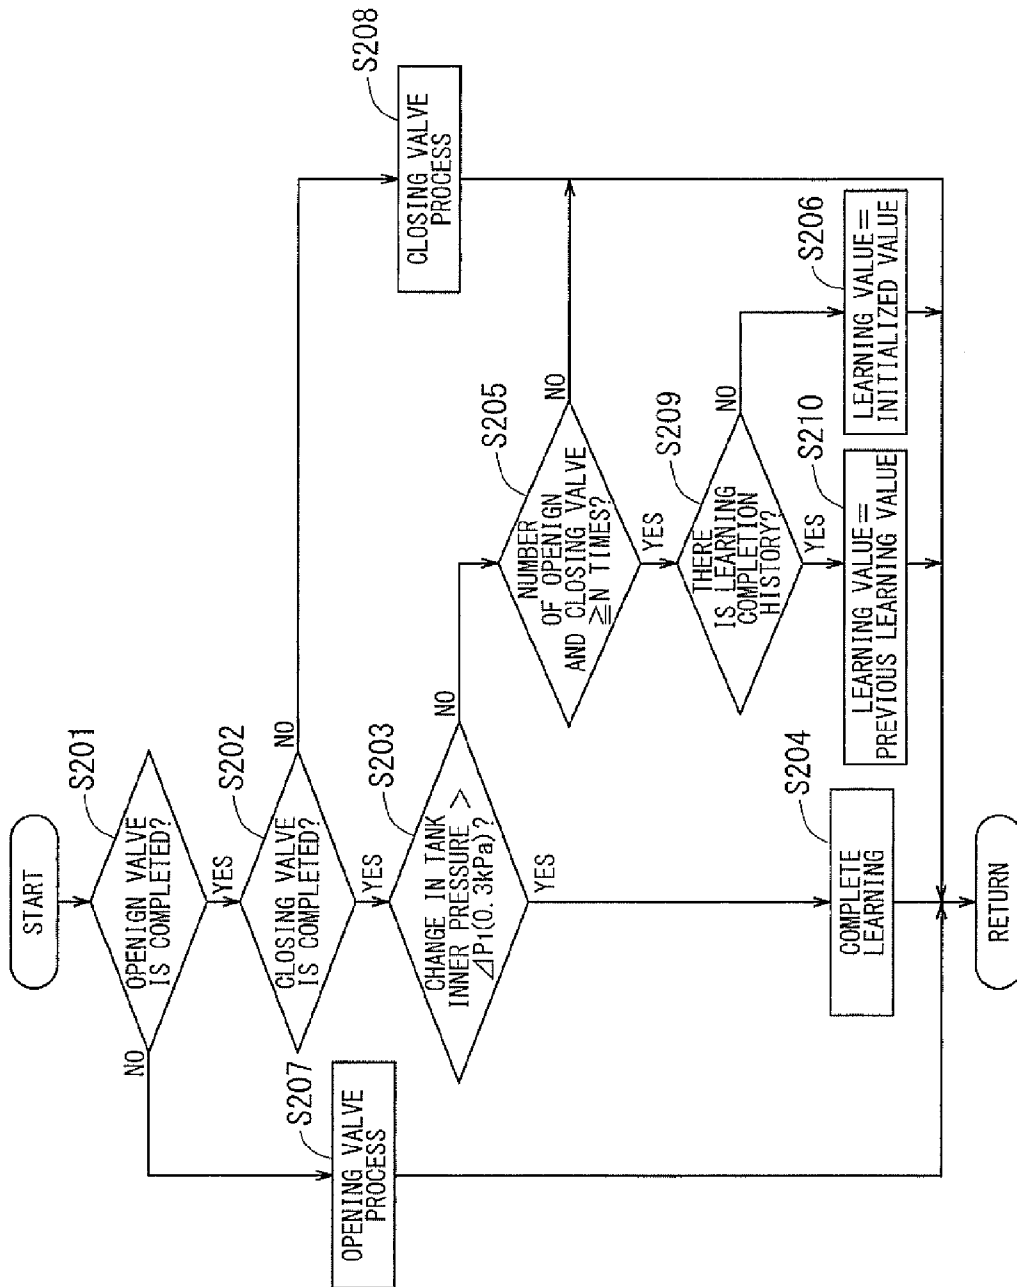 START
S201
OPENIGN VALVE
IS COMPLETED?
NO
YES
S202
CLOSING VALVE
IS COMPLETED?
NO
YES
S203
CHANGE IN TANK
INNER PRESSURE >
⊿P1(0.3kPa)?
NO
YES
S207
OPENING VALVE
PROCESS
S208
CLOSING VALVE
PROCESS
S205
NUMBER
OF OPENIGN
AND CLOSING VALVE
≧N TIMES?
NO
YES
S209
THERE
IS LEARNING
COMPLETION
HISTORY?
NO
YES
S204
COMPLETE
LEARNING
S210
LEARNING VALUE=
PREVIOUS LEARNING VALUE
S206
LEARNING VALUE=
INITIALIZED VALUE
RETURN